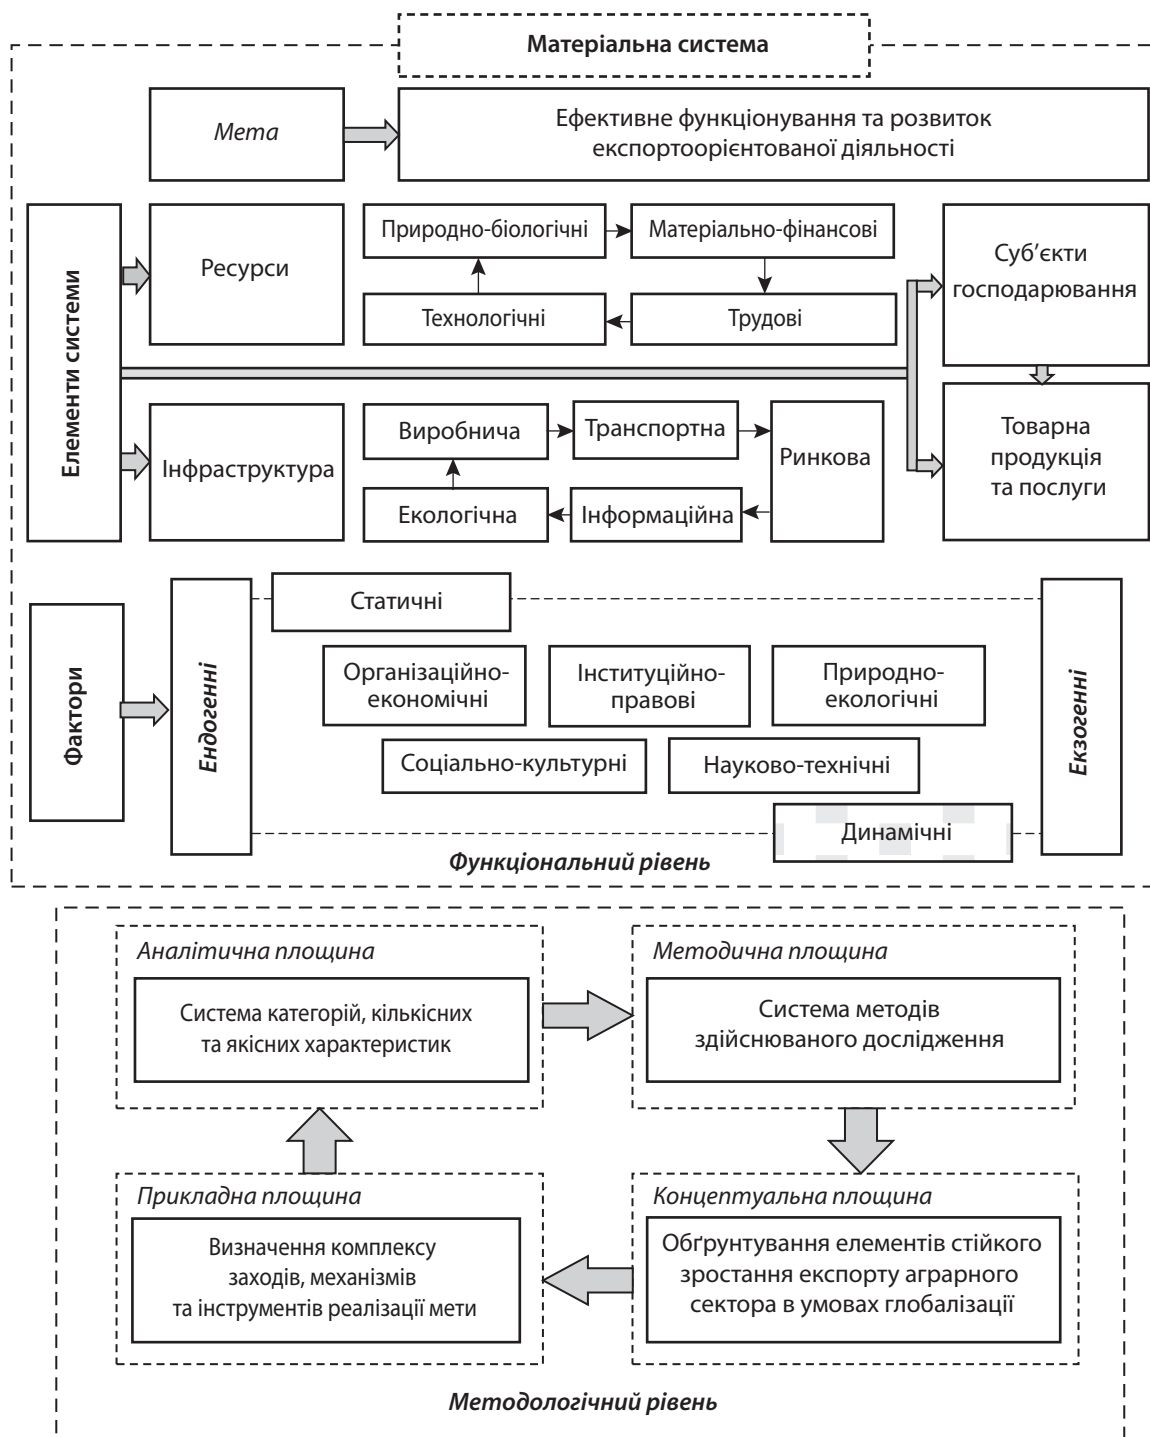 Матеріальна система
Мета
Ефективне функціонування та розвиток
експортоорієнтованої діяльності
Елементи системи
Ресурси
Природно-біологічні
Матеріально-фінансові
Технологічні
Трудові
Суб’єкти
господарювання
Інфраструктура
Виробнича
Транспортна
Ринкова
Екологічна
Інформаційна
Товарна
продукція
та послуги
Фактори
Ендогенні
Статичні
Організаційно-
економічні
Інституційно-
правові
Природно-
екологічні
Соціально-культурні
Науково-технічні
Динамічні
Екзогенні
Функціональний рівень
Аналітична площина
Система категорій, кількісних
та якісних характеристик
Методична площина
Система методів
здійснюваного дослідження
Прикладна площина
Визначення комплексу
заходів, механізмів
та інструментів реалізації мети
Концептуальна площина
Обґрунтування елементів стійкого
зростання експорту аграрного
сектора в умовах глобалізації
Методологічний рівень